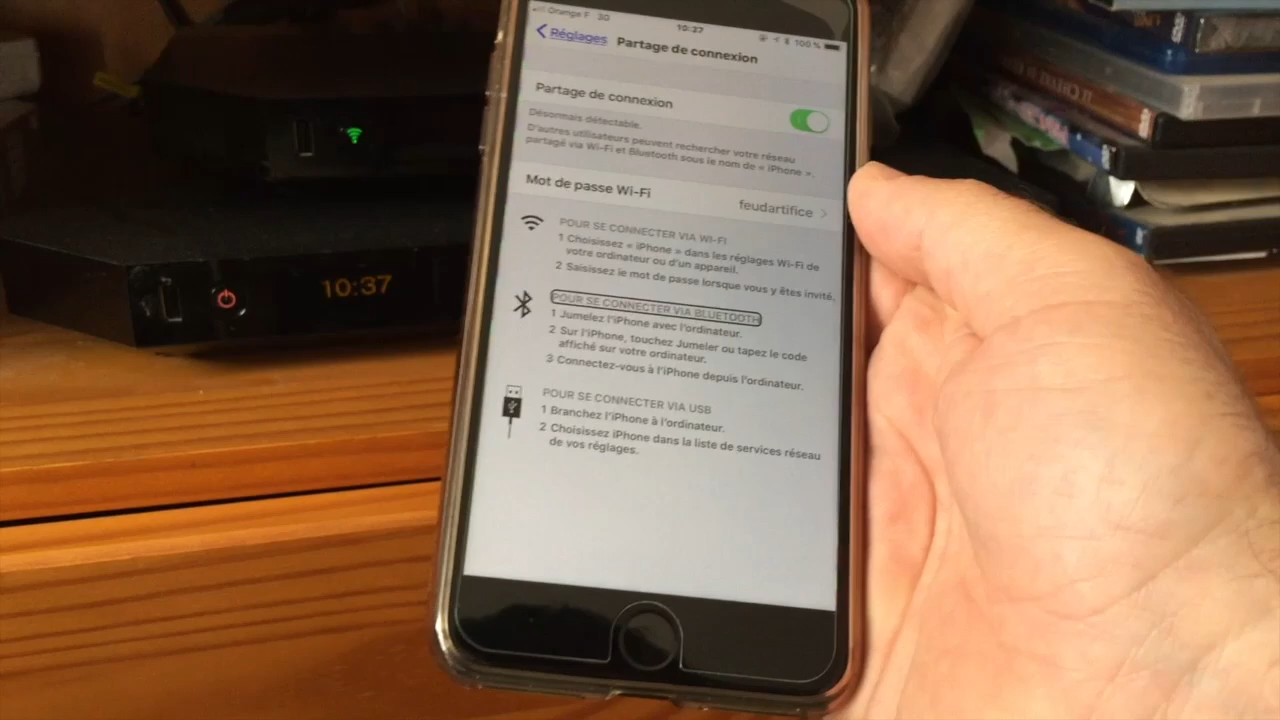 Orange F 3G 10:37 100 %
Réglages Partage de connexion
Partage de connexion
Désormais détectable.
D'autres utilisateurs peuvent rechercher votre réseau
partagé via Wi-Fi et Bluetooth sous le nom de « iPhone ».
Mot de passe Wi-Fi feudartifice
POUR SE CONNECTER VIA WI-FI
1 Choisissez « iPhone » dans les réglages Wi-Fi de
votre ordinateur ou d'un appareil.
2 Saisissez le mot de passe lorsque vous y êtes invité.
POUR SE CONNECTER VIA BLUETOOTH
1 Jumelez l'iPhone avec l'ordinateur.
2 Sur l'iPhone, touchez Jumeler ou tapez le code
affiché sur votre ordinateur.
3 Connectez-vous à l'iPhone depuis l'ordinateur.
POUR SE CONNECTER VIA USB
1 Branchez l'iPhone à l'ordinateur.
2 Choisissez iPhone dans la liste de services réseau
de vos réglages.
10:37